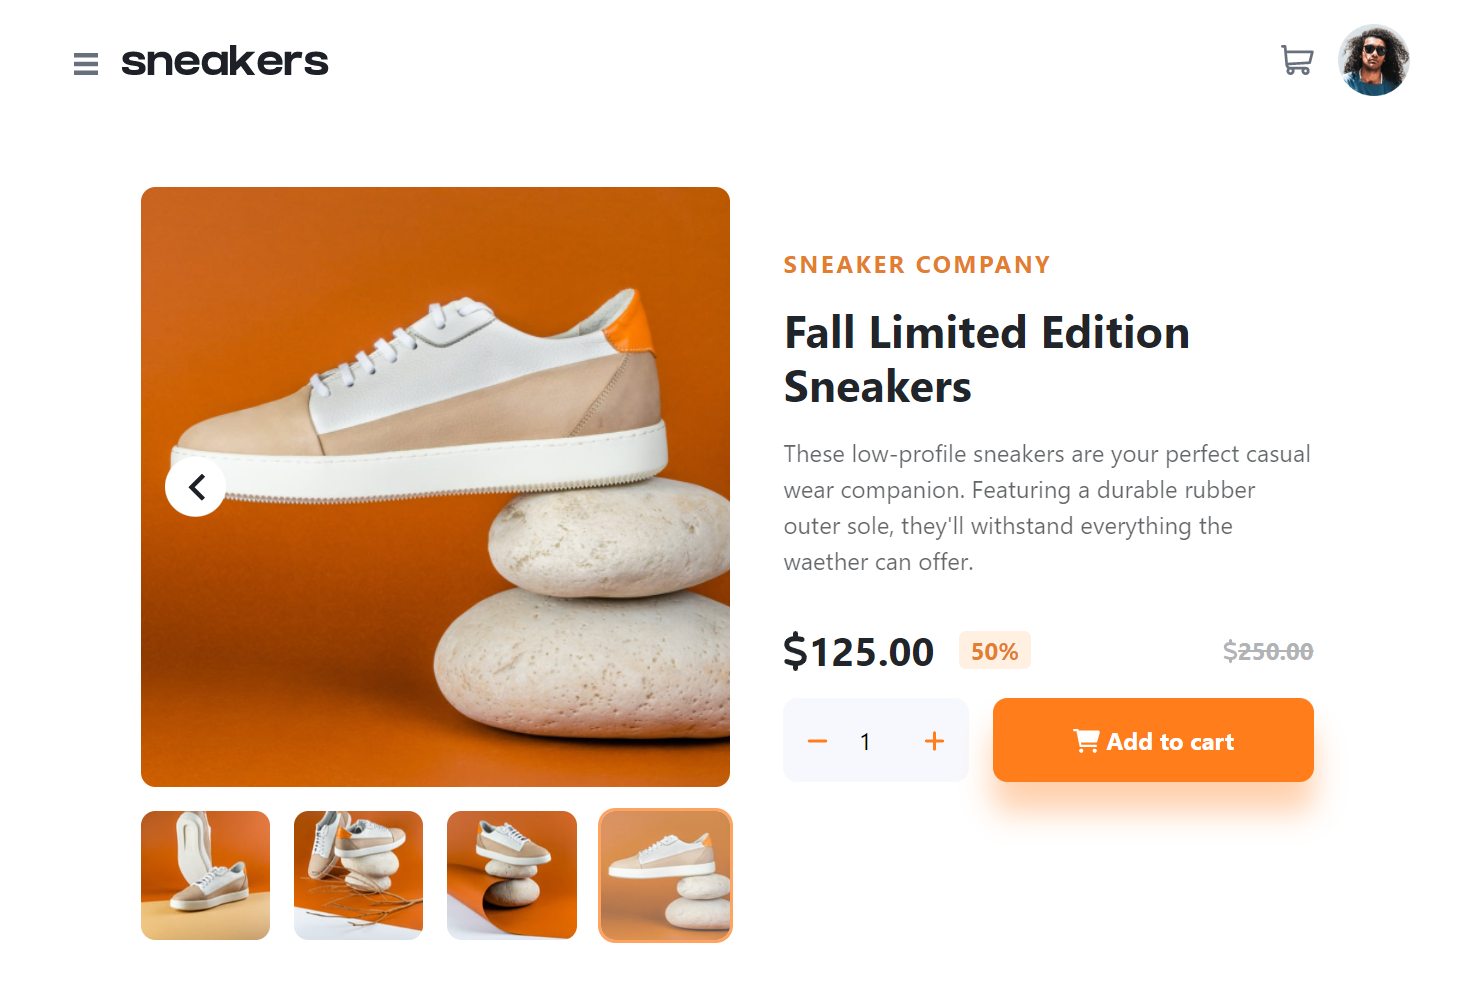 sneakers
SNEAKER COMPANY
Fall Limited Edition
Sneakers
These low-profile sneakers are your perfect casual
wear companion. Featuring a durable rubber
outer sole, they'll withstand everything the
waether can offer.
$125.00 50% $250.00
1 Add to cart